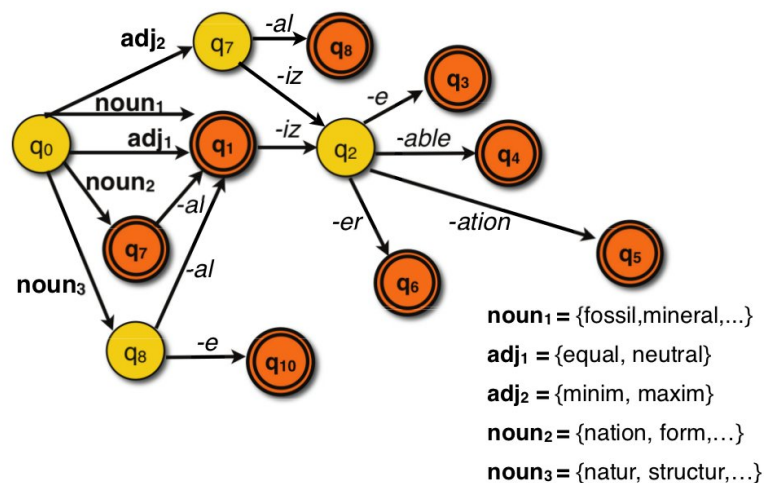 adj₂
q₇
-al
q₈
-iz
-e
q₃
noun₁
q₀
adj₁
q₁
-iz
q₂
-able
q₄
noun₂
-al
q₇
-er
-ation
q₅
q₆
noun₃
-al
q₈
-e
q₁₀
noun₁ = {fossil,mineral,...}
adj₁ = {equal, neutral}
adj₂ = {minim, maxim}
noun₂ = {nation, form,…}
noun₃ = {natur, structur,…}